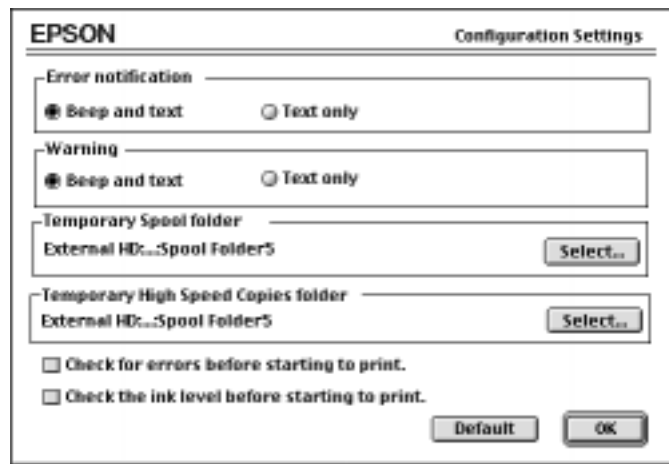 EPSON Configuration Settings
Error notification
Beep and text Text only
Warning
Beep and text Text only
Temporary Spool folder
External HD:...:Spool Folder5 Select...
Temporary High Speed Copies folder
External HD:...:Spool Folder5 Select...
Check for errors before starting to print.
Check the ink level before starting to print.
Default OK